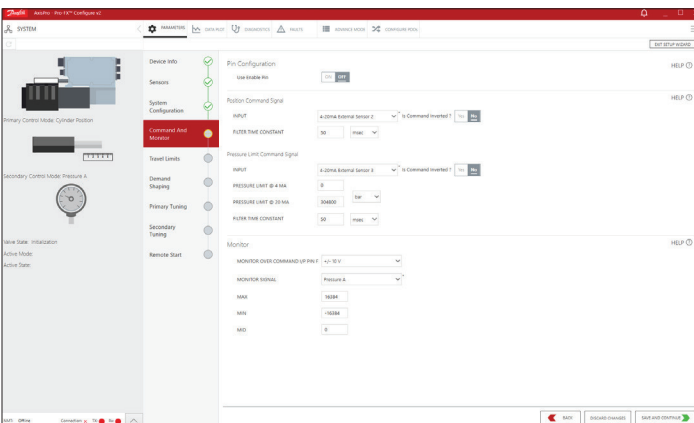 Danfoss AxisPro - Pro-FX™ Configure v2
SYSTEM
PARAMETERS
DATA PLOT
DIAGNOSTICS
FAULTS
ADVANCE MODE
CONFIGURE PDOs
EXIT SETUP WIZARD
Primary Control Mode: Cylinder Position
Secondary Control Mode: Pressure A
Valve State: Initialization
Active Mode:
Active State:
Offline
Connection: × TX: Rx:
Device Info
Sensors
System
Configuration
Command And
Monitor
Travel Limits
Demand
Shaping
Primary Tuning
Secondary
Tuning
Remote Start
Pin Configuration
HELP ?
Use Enable Pin ON OFF
Position Command Signal
HELP ?
INPUT 4-20mA External Sensor 2 * Is Command Inverted ? Yes No
FILTER TIME CONSTANT 50 msec
Pressure Limit Command Signal
INPUT 4-20mA External Sensor 3 * Is Command Inverted ? Yes No
PRESSURE LIMIT @ 4 MA 0
bar
PRESSURE LIMIT @ 20 MA 304800
FILTER TIME CONSTANT 50 msec
Monitor
HELP ?
MONITOR OVER COMMAND I/P PIN F +/- 10 V
MONITOR SIGNAL Pressure A *
MAX 16384
MIN -16384
MID 0
BACK
DISCARD CHANGES
SAVE AND CONTINUE